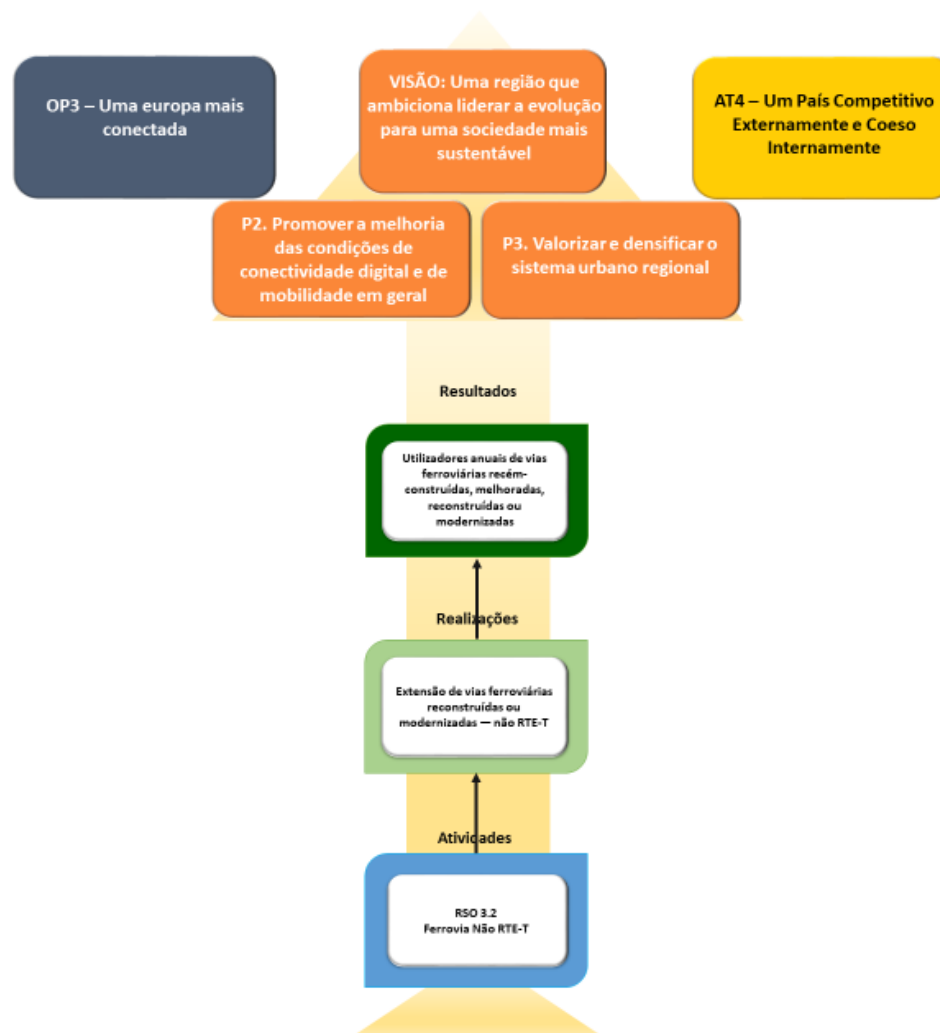 OP3 – Uma europa mais
conectada
VISÃO: Uma região que
ambiciona liderar a evolução
para uma sociedade mais
sustentável
AT4 – Um País Competitivo
Externamente e Coeso
Internamente
P2. Promover a melhoria
das condições de
conectividade digital e de
mobilidade em geral
P3. Valorizar e densificar o
sistema urbano regional
Resultados
Utilizadores anuais de vias
ferroviárias recém-
construídas, melhoradas,
reconstruídas ou
modernizadas
Realizações
Extensão de vias ferroviárias
reconstruídas ou
modernizadas — não RTE-T
Atividades
RSO 3.2
Ferrovia Não RTE-T